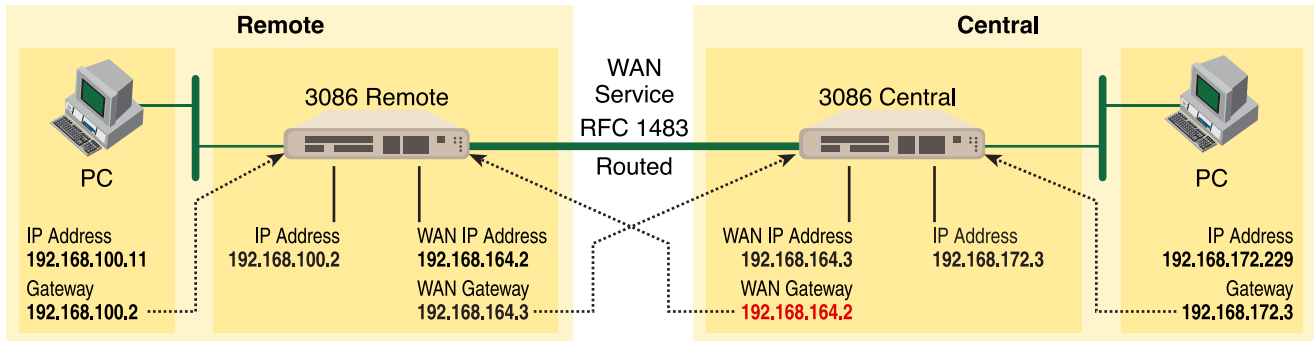 Remote
Central
WAN
Service
RFC 1483
Routed
3086 Remote
3086 Central
PC
PC
IP Address
192.168.100.11
Gateway
192.168.100.2
IP Address
192.168.100.2
WAN IP Address
192.168.164.2
WAN Gateway
192.168.164.3
WAN IP Address
192.168.164.3
WAN Gateway
192.168.164.2
IP Address
192.168.172.3
IP Address
192.168.172.229
Gateway
192.168.172.3